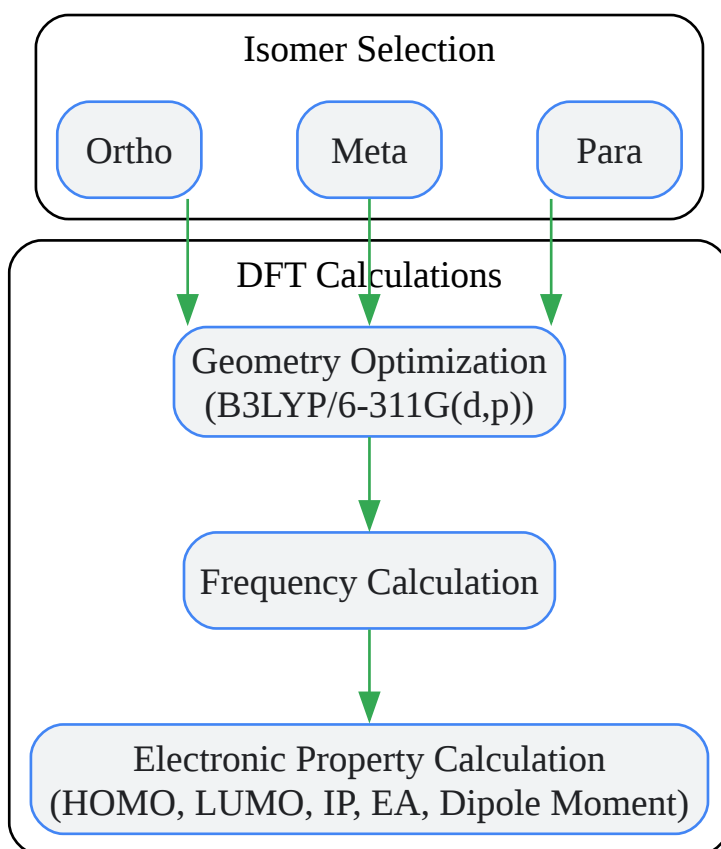 Isomer Selection
Ortho
Meta
Para
DFT Calculations
Geometry Optimization
(B3LYP/6-311G(d,p))
Frequency Calculation
Electronic Property Calculation
(HOMO, LUMO, IP, EA, Dipole Moment)